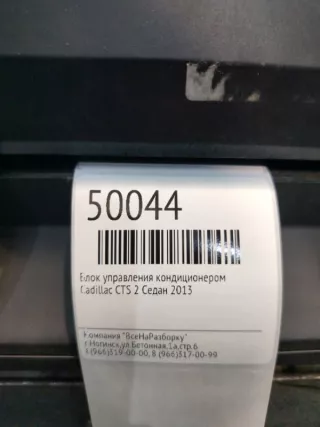 50044
Блок управления кондиционером
Cadillac CTS 2 Седан 2013
Компания "ВсеНаРазборку"
г.Ногинск,ул.Бетонная,1а,стр.6
8(966)319-00-00, 8 (966)317-00-99